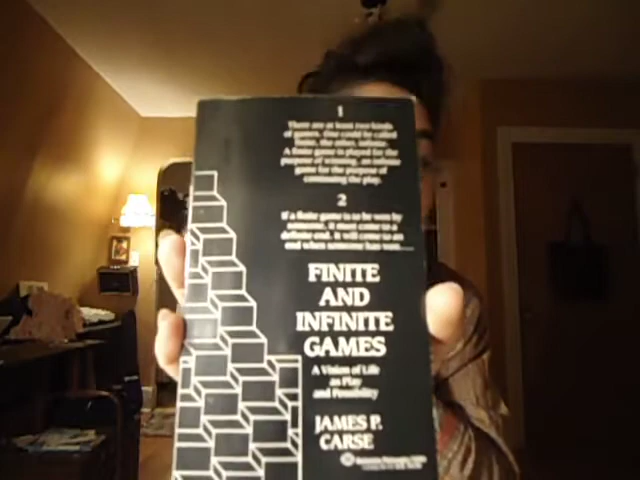 1
There are at least two kinds
of games. One could be called
finite, the other, infinite.
A finite game is played for the
purpose of winning, an infinite
game for the purpose of
continuing the play.
2
If a finite game is to be won by
someone, it must come to a
definite end. It will come to an
end when someone has won....
FINITE
AND
INFINITE
GAMES
A Vision of Life
as Play
and Possibility
JAMES P.
CARSE